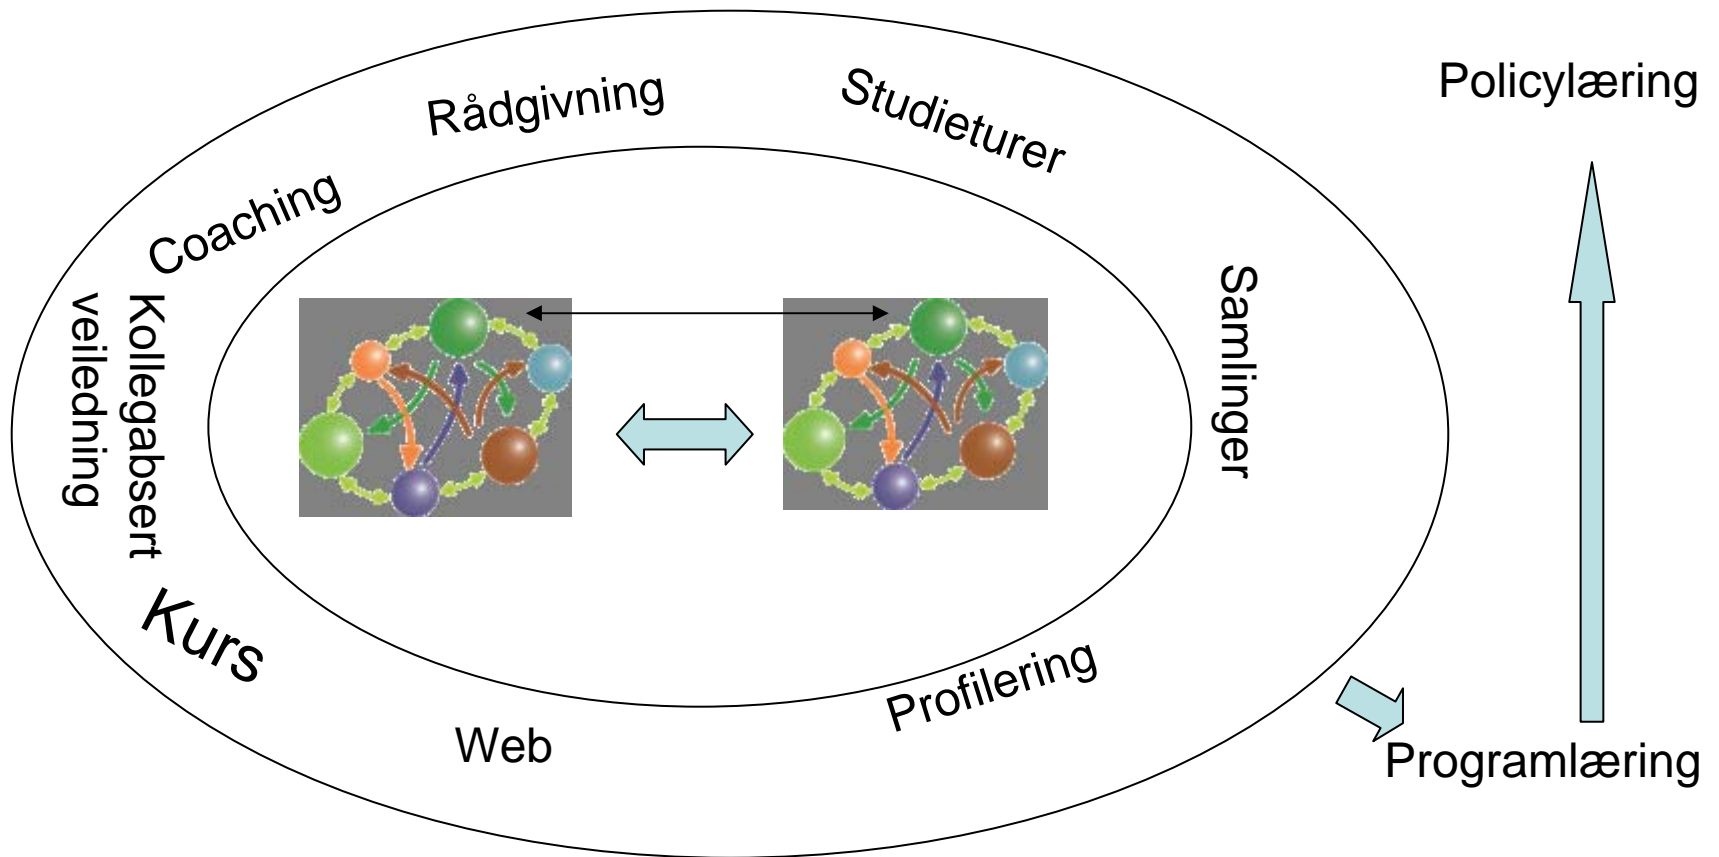 Rådgivning
Studieturer
Policylæring
Coaching
Samlinger
Kollegabsert
veiledning
Kurs
Profilering
Web
Programlæring